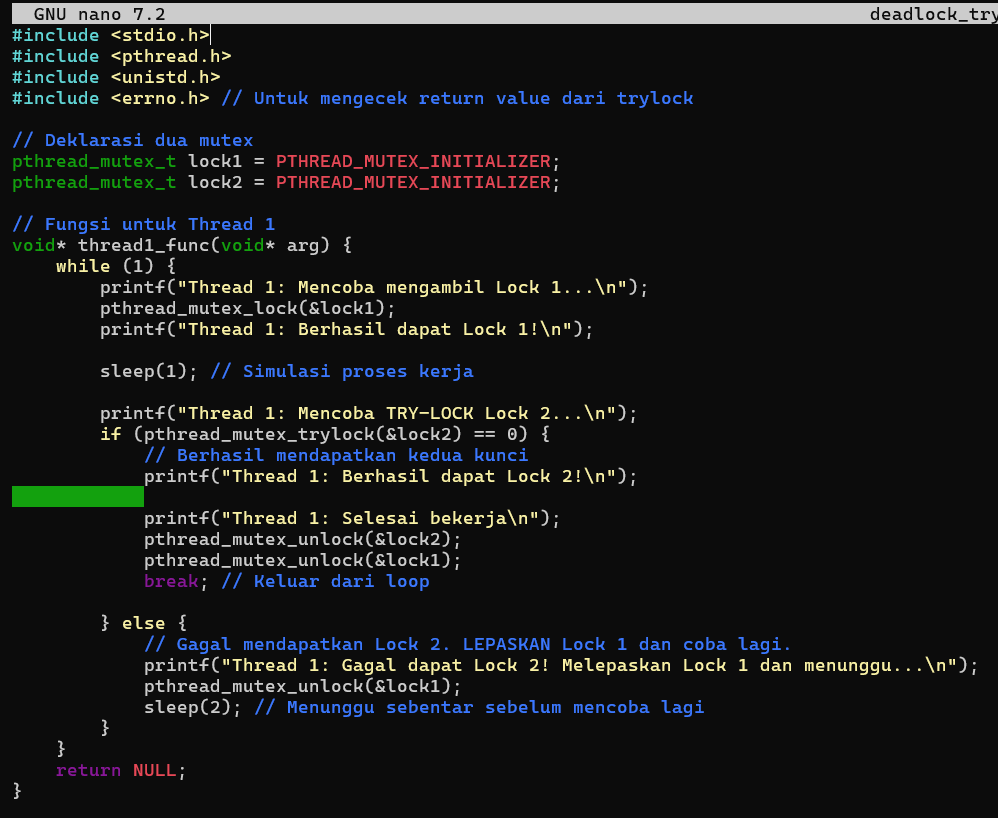 GNU nano 7.2 deadlock_try
#include <stdio.h>
#include <pthread.h>
#include <unistd.h>
#include <errno.h> // Untuk mengecek return value dari trylock
// Deklarasi dua mutex
pthread_mutex_t lock1 = PTHREAD_MUTEX_INITIALIZER;
pthread_mutex_t lock2 = PTHREAD_MUTEX_INITIALIZER;
// Fungsi untuk Thread 1
void* thread1_func(void* arg) {
    while (1) {
        printf("Thread 1: Mencoba mengambil Lock 1...\n");
        pthread_mutex_lock(&lock1);
        printf("Thread 1: Berhasil dapat Lock 1!\n");
        sleep(1); // Simulasi proses kerja
        printf("Thread 1: Mencoba TRY-LOCK Lock 2...\n");
        if (pthread_mutex_trylock(&lock2) == 0) {
            // Berhasil mendapatkan kedua kunci
            printf("Thread 1: Berhasil dapat Lock 2!\n");
            printf("Thread 1: Selesai bekerja\n");
            pthread_mutex_unlock(&lock2);
            pthread_mutex_unlock(&lock1);
            break; // Keluar dari loop
        } else {
            // Gagal mendapatkan Lock 2. LEPASKAN Lock 1 dan coba lagi.
            printf("Thread 1: Gagal dapat Lock 2! Melepaskan Lock 1 dan menunggu...\n");
            pthread_mutex_unlock(&lock1);
            sleep(2); // Menunggu sebentar sebelum mencoba lagi
        }
    }
    return NULL;
}